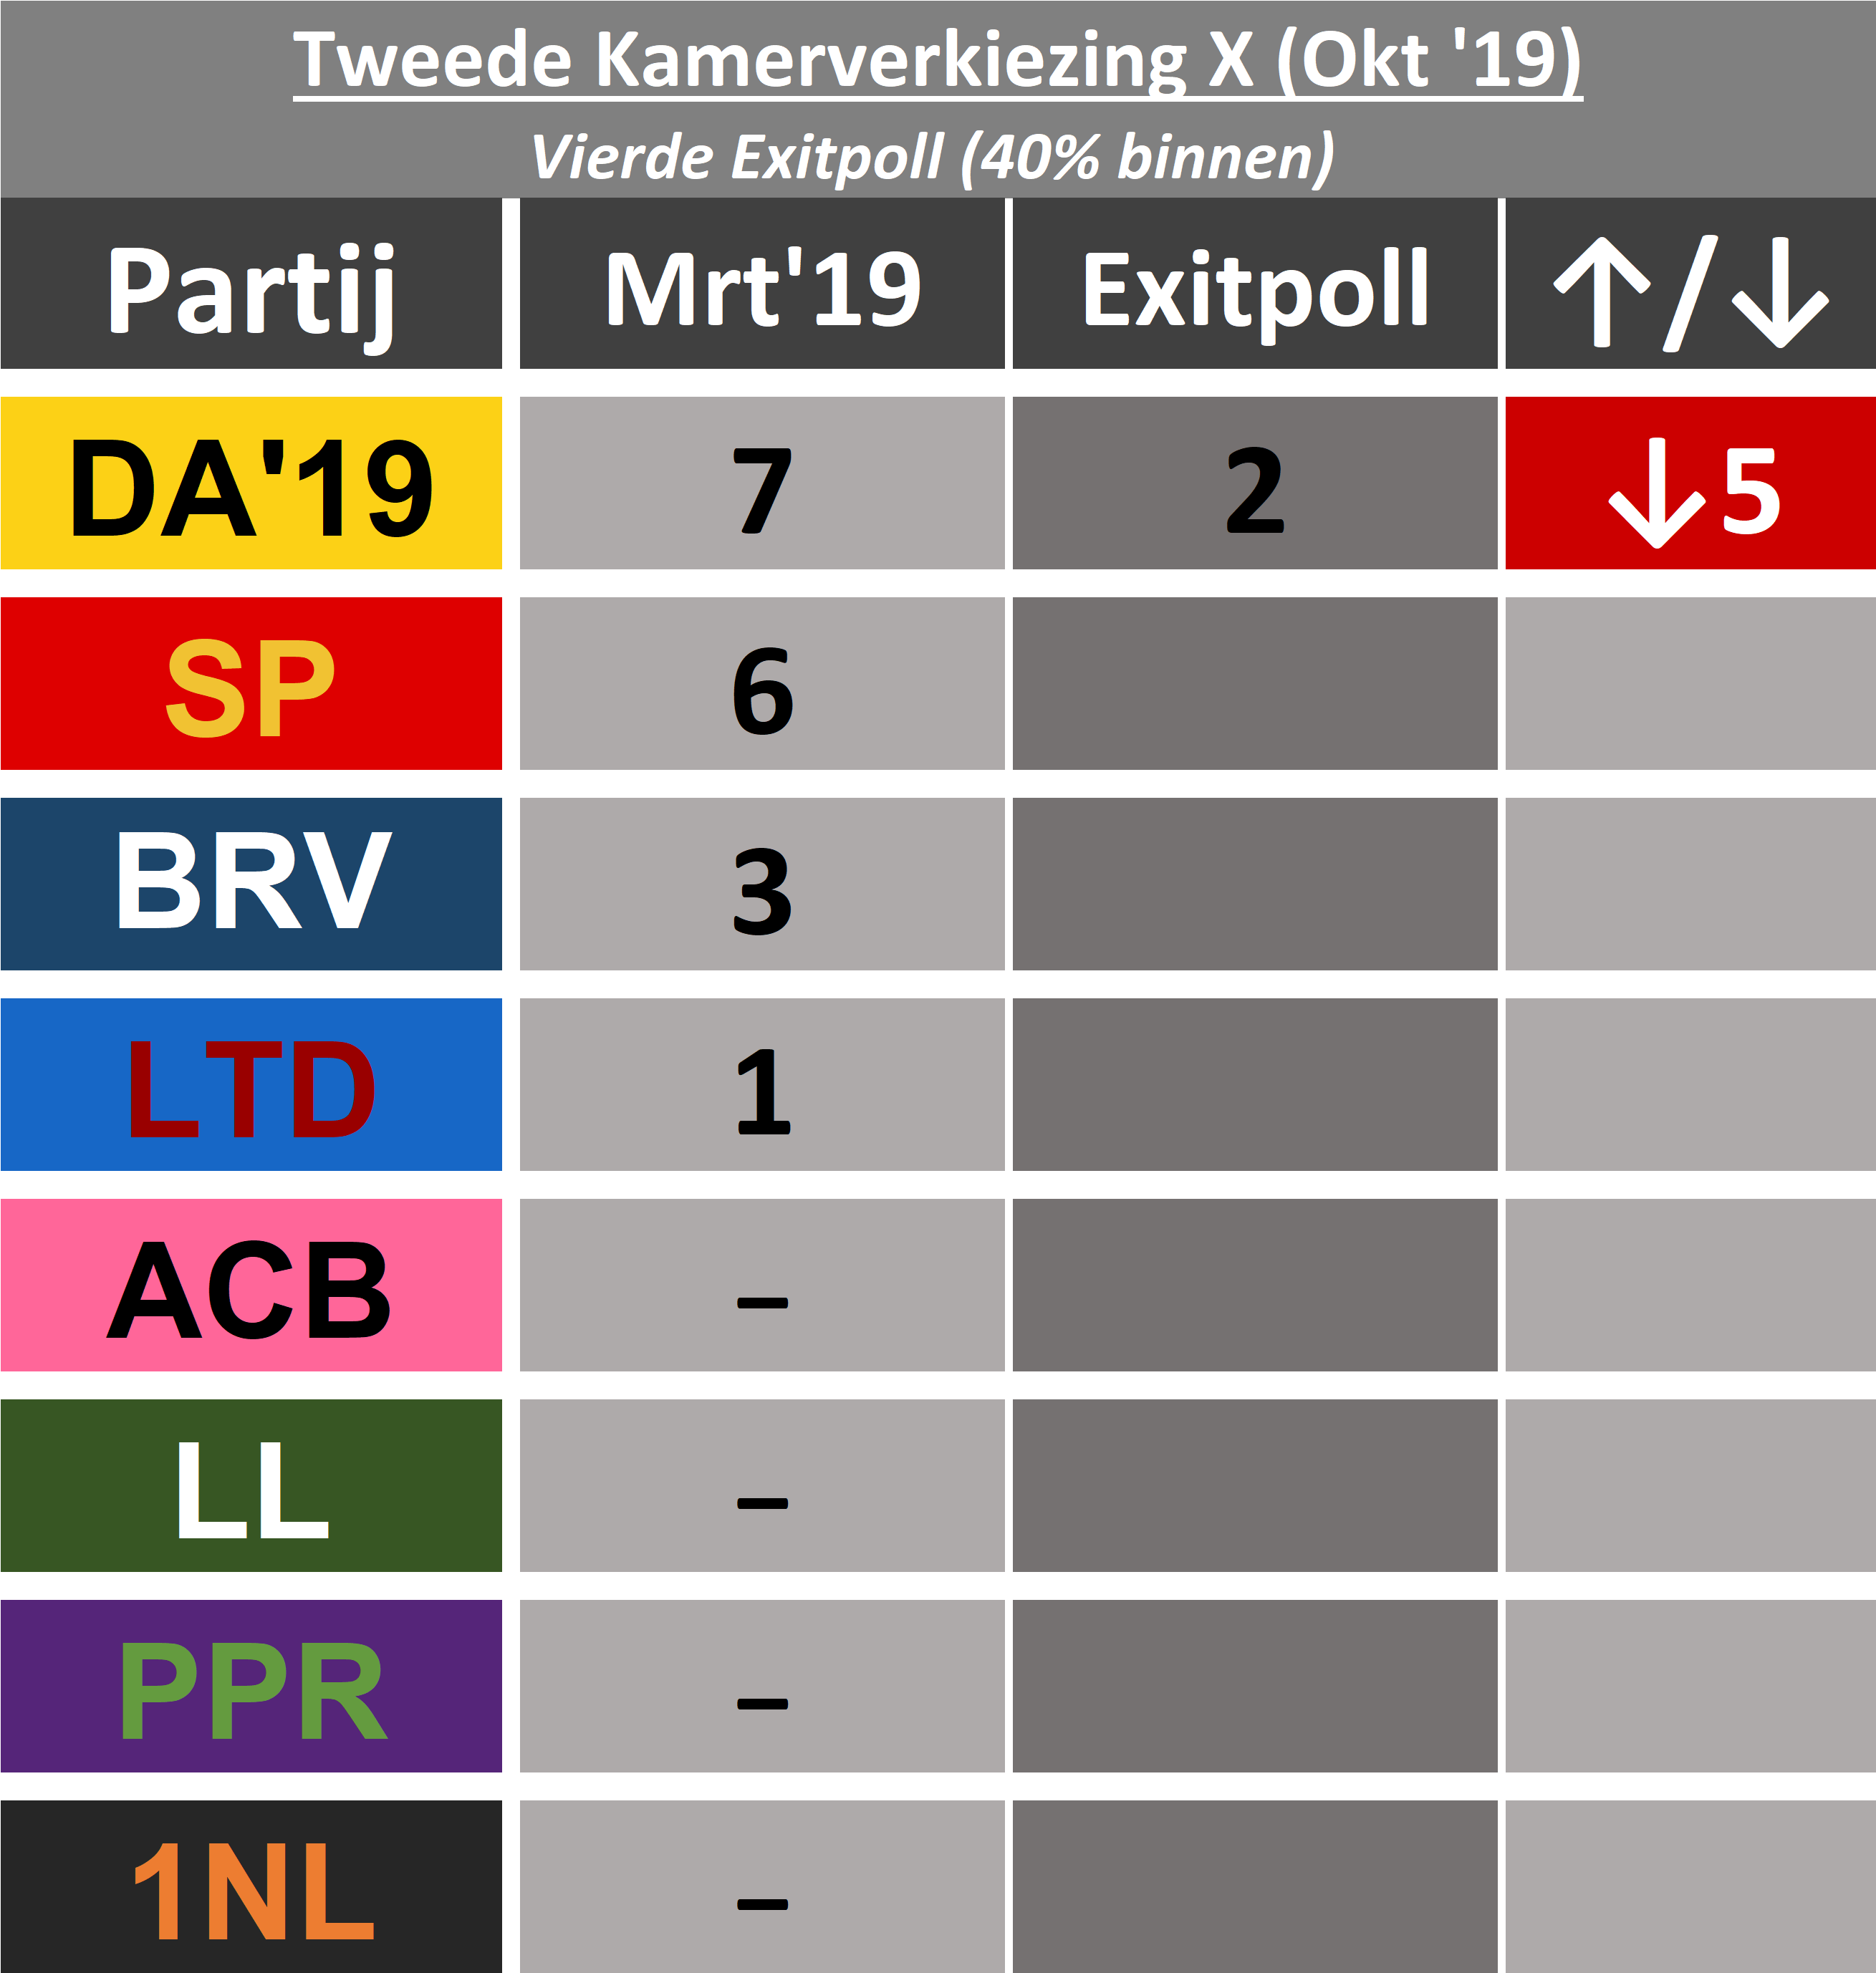 Tweede Kamerverkiezing X (Okt '19)
Vierde Exitpoll (40% binnen)
Partij Mrt'19 Exitpoll ↑/↓
DA'19 7 2 ↓5
SP 6
BRV 3
LTD 1
ACB –
LL –
PPR –
1NL –